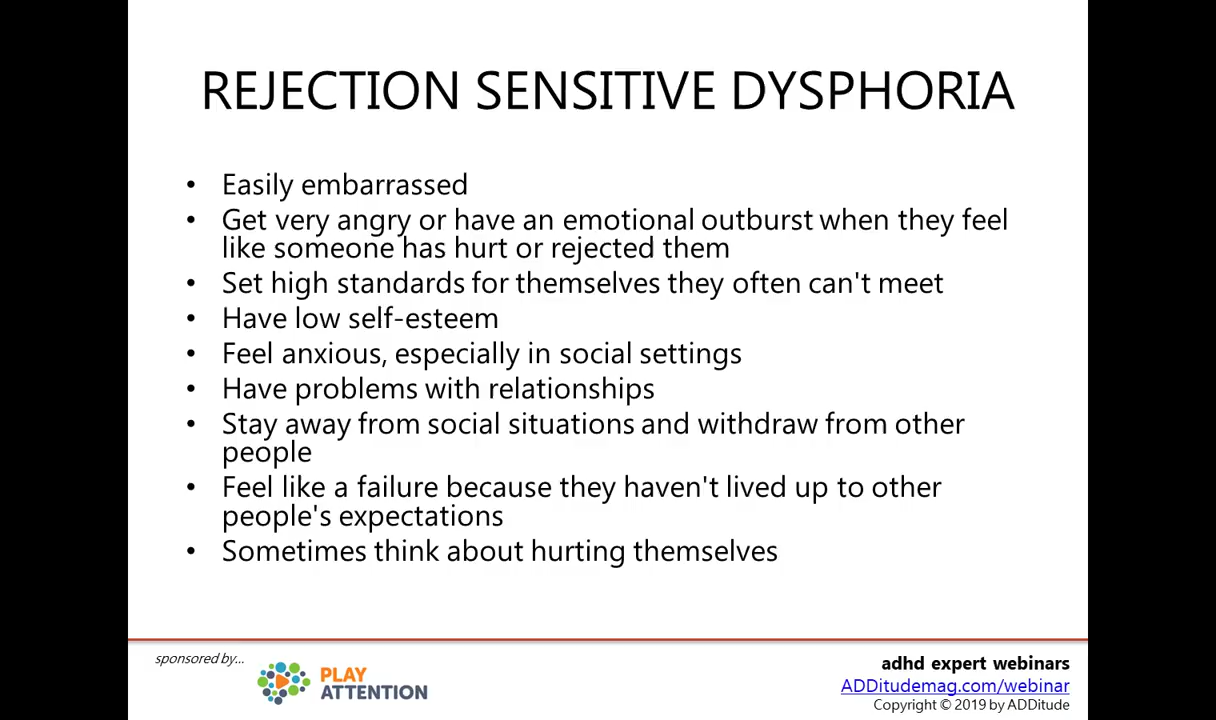 REJECTION SENSITIVE DYSPHORIA
• Easily embarrassed
• Get very angry or have an emotional outburst when they feel
like someone has hurt or rejected them
• Set high standards for themselves they often can't meet
• Have low self-esteem
• Feel anxious, especially in social settings
• Have problems with relationships
• Stay away from social situations and withdraw from other
people
• Feel like a failure because they haven't lived up to other
people's expectations
• Sometimes think about hurting themselves
sponsored by...
PLAY
ATTENTION
adhd expert webinars
ADDitudemag.com/webinar
Copyright © 2019 by ADDitude